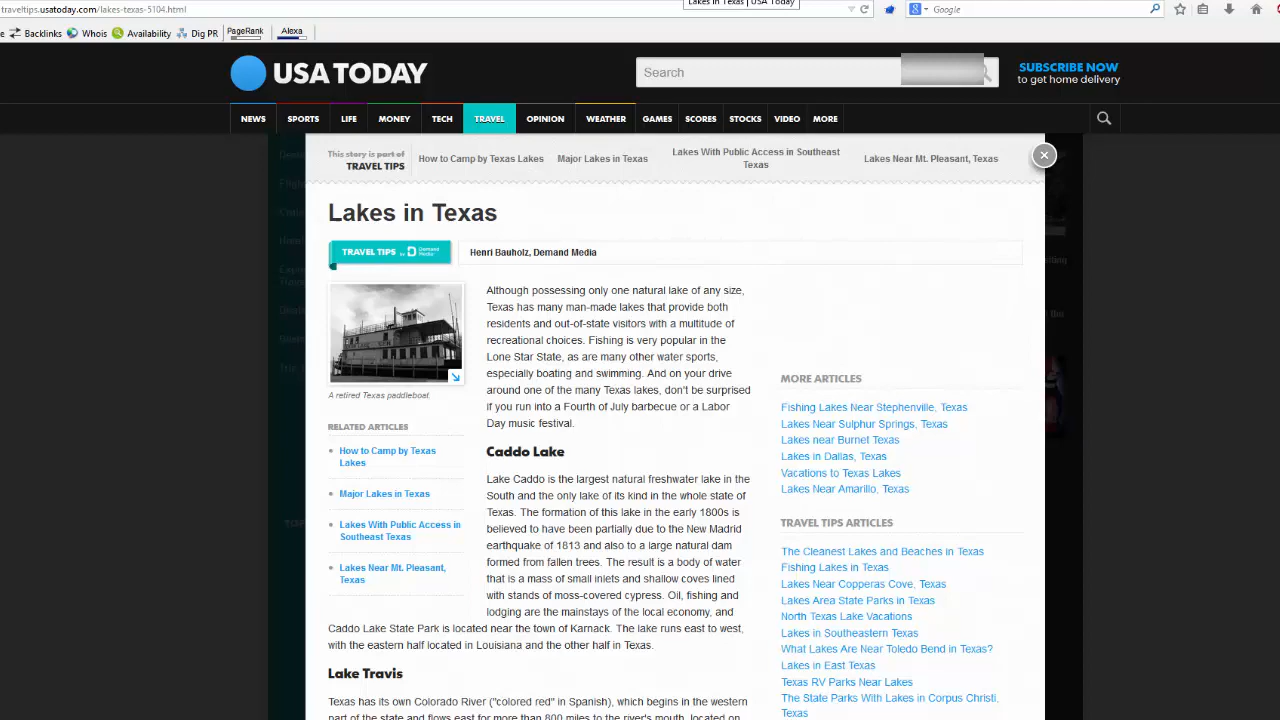 Lakes in Texas | USA Today
traveltips.usatoday.com/lakes-texas-5104.html
Google
Backlinks Whois Availability Dig PR PageRank Alexa
USA TODAY
Search
SUBSCRIBE NOW
to get home delivery
NEWS SPORTS LIFE MONEY TECH TRAVEL OPINION WEATHER GAMES SCORES STOCKS VIDEO MORE
This story is part of
TRAVEL TIPS
How to Camp by Texas Lakes
Major Lakes in Texas
Lakes With Public Access in Southeast
Texas
Lakes Near Mt. Pleasant, Texas
Lakes in Texas
TRAVEL TIPS by Demand Media
Henri Bauholz, Demand Media
A retired Texas paddleboat.
RELATED ARTICLES
How to Camp by Texas
Lakes
Major Lakes in Texas
Lakes With Public Access in
Southeast Texas
Lakes Near Mt. Pleasant,
Texas
Although possessing only one natural lake of any size,
Texas has many man-made lakes that provide both
residents and out-of-state visitors with a multitude of
recreational choices. Fishing is very popular in the
Lone Star State, as are many other water sports,
especially boating and swimming. And on your drive
around one of the many Texas lakes, don't be surprised
if you run into a Fourth of July barbecue or a Labor
Day music festival.
Caddo Lake
Lake Caddo is the largest natural freshwater lake in the
South and the only lake of its kind in the whole state of
Texas. The formation of this lake in the early 1800s is
believed to have been partially due to the New Madrid
earthquake of 1813 and also to a large natural dam
formed from fallen trees. The result is a body of water
that is a mass of small inlets and shallow coves lined
with stands of moss-covered cypress. Oil, fishing and
lodging are the mainstays of the local economy, and
Caddo Lake State Park is located near the town of Karnack. The lake runs east to west,
with the eastern half located in Louisiana and the other half in Texas.
Lake Travis
Texas has its own Colorado River ("colored red" in Spanish), which begins in the western
part of the state and flows east for more than 800 miles to the river's mouth, located on
MORE ARTICLES
Fishing Lakes Near Stephenville, Texas
Lakes Near Sulphur Springs, Texas
Lakes near Burnet Texas
Lakes in Dallas, Texas
Vacations to Texas Lakes
Lakes Near Amarillo, Texas
TRAVEL TIPS ARTICLES
The Cleanest Lakes and Beaches in Texas
Fishing Lakes in Texas
Lakes Near Copperas Cove, Texas
Lakes Area State Parks in Texas
North Texas Lake Vacations
Lakes in Southeastern Texas
What Lakes Are Near Toledo Bend in Texas?
Lakes in East Texas
Texas RV Parks Near Lakes
The State Parks With Lakes in Corpus Christi,
Texas